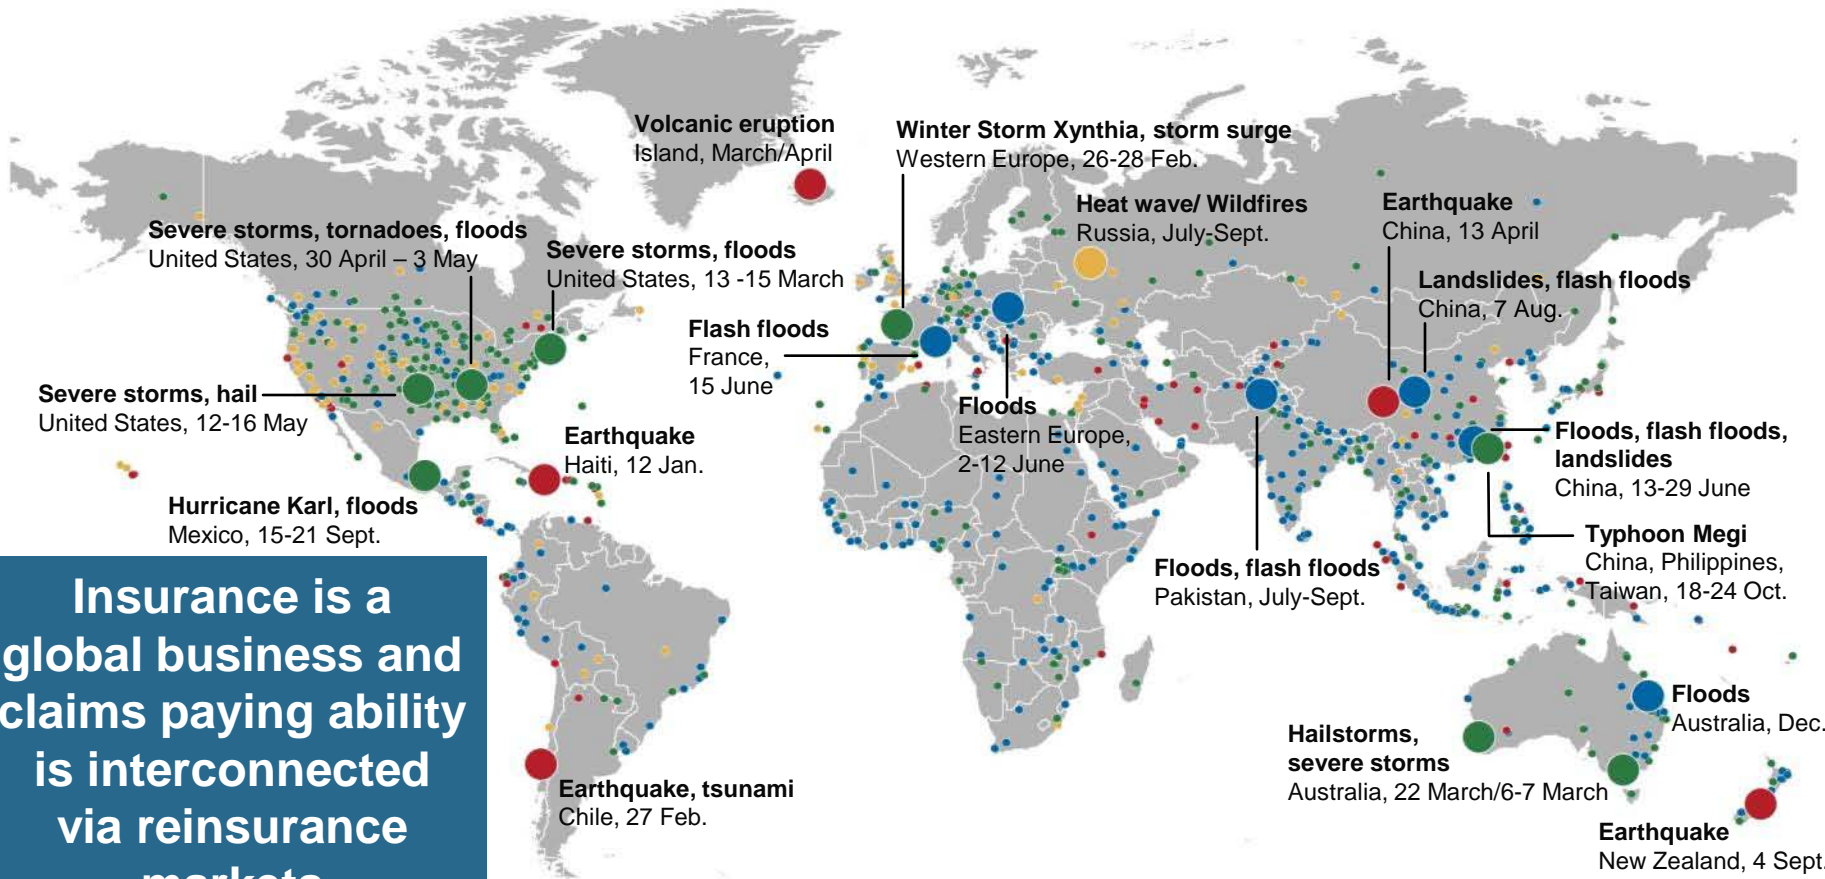 Volcanic eruption
Island, March/April
Winter Storm Xynthia, storm surge
Western Europe, 26-28 Feb.
Heat wave/ Wildfires
Russia, July-Sept.
Earthquake
China, 13 April
Severe storms, tornadoes, floods
United States, 30 April – 3 May
Severe storms, floods
United States, 13 -15 March
Landslides, flash floods
China, 7 Aug.
Flash floods
France,
15 June
Severe storms, hail
United States, 12-16 May
Earthquake
Haiti, 12 Jan.
Floods
Eastern Europe,
2-12 June
Floods, flash floods,
landslides
China, 13-29 June
Hurricane Karl, floods
Mexico, 15-21 Sept.
Typhoon Megi
China, Philippines,
Taiwan, 18-24 Oct.
Floods, flash floods
Pakistan, July-Sept.
Insurance is a
global business and
claims paying ability
is interconnected
via reinsurance
markets
Floods
Australia, Dec.
Hailstorms,
severe storms
Australia, 22 March/6-7 March
Earthquake, tsunami
Chile, 27 Feb.
Earthquake
New Zealand, 4 Sept.